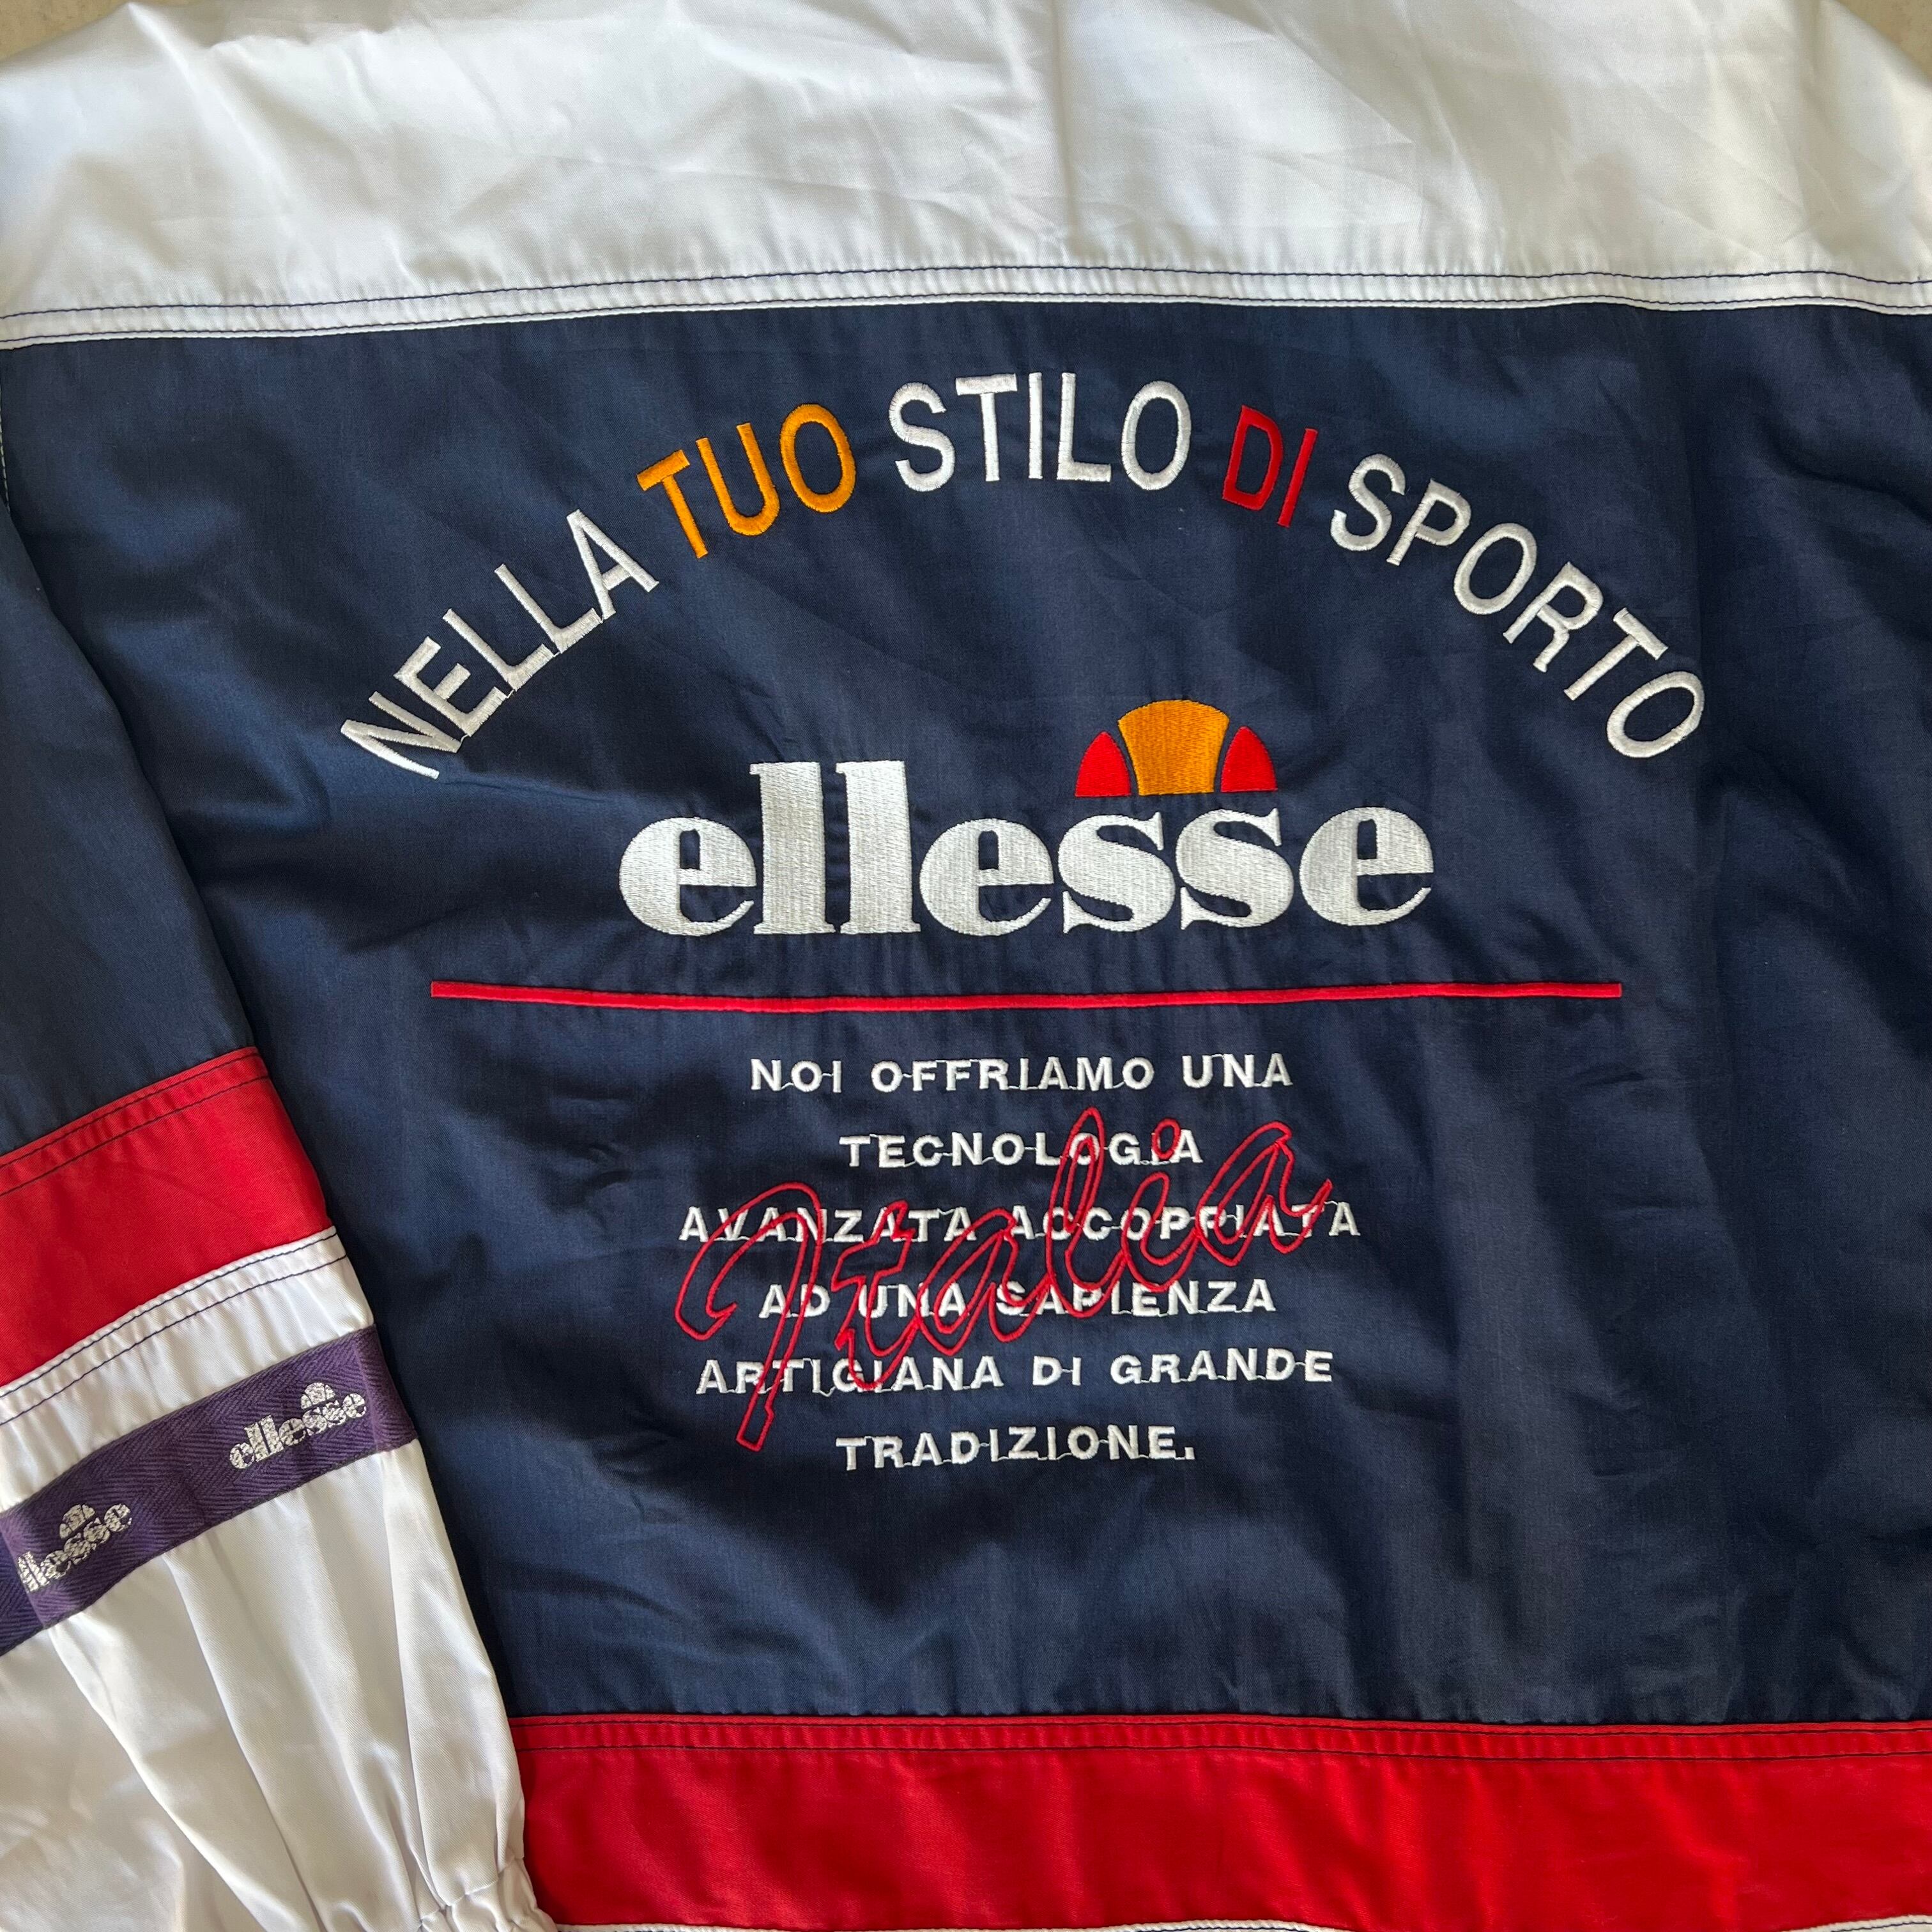 NELLA TUO STILO DI SPORTO
ellesse
NOI OFFRIAMO UNA
TECNOLOGIA
AVANZATA ACCOPPIATA
AD UNA SAPIENZA
ARTIGIANA DI GRANDE
TRADIZIONE.
Italia
ellesse
ellesse